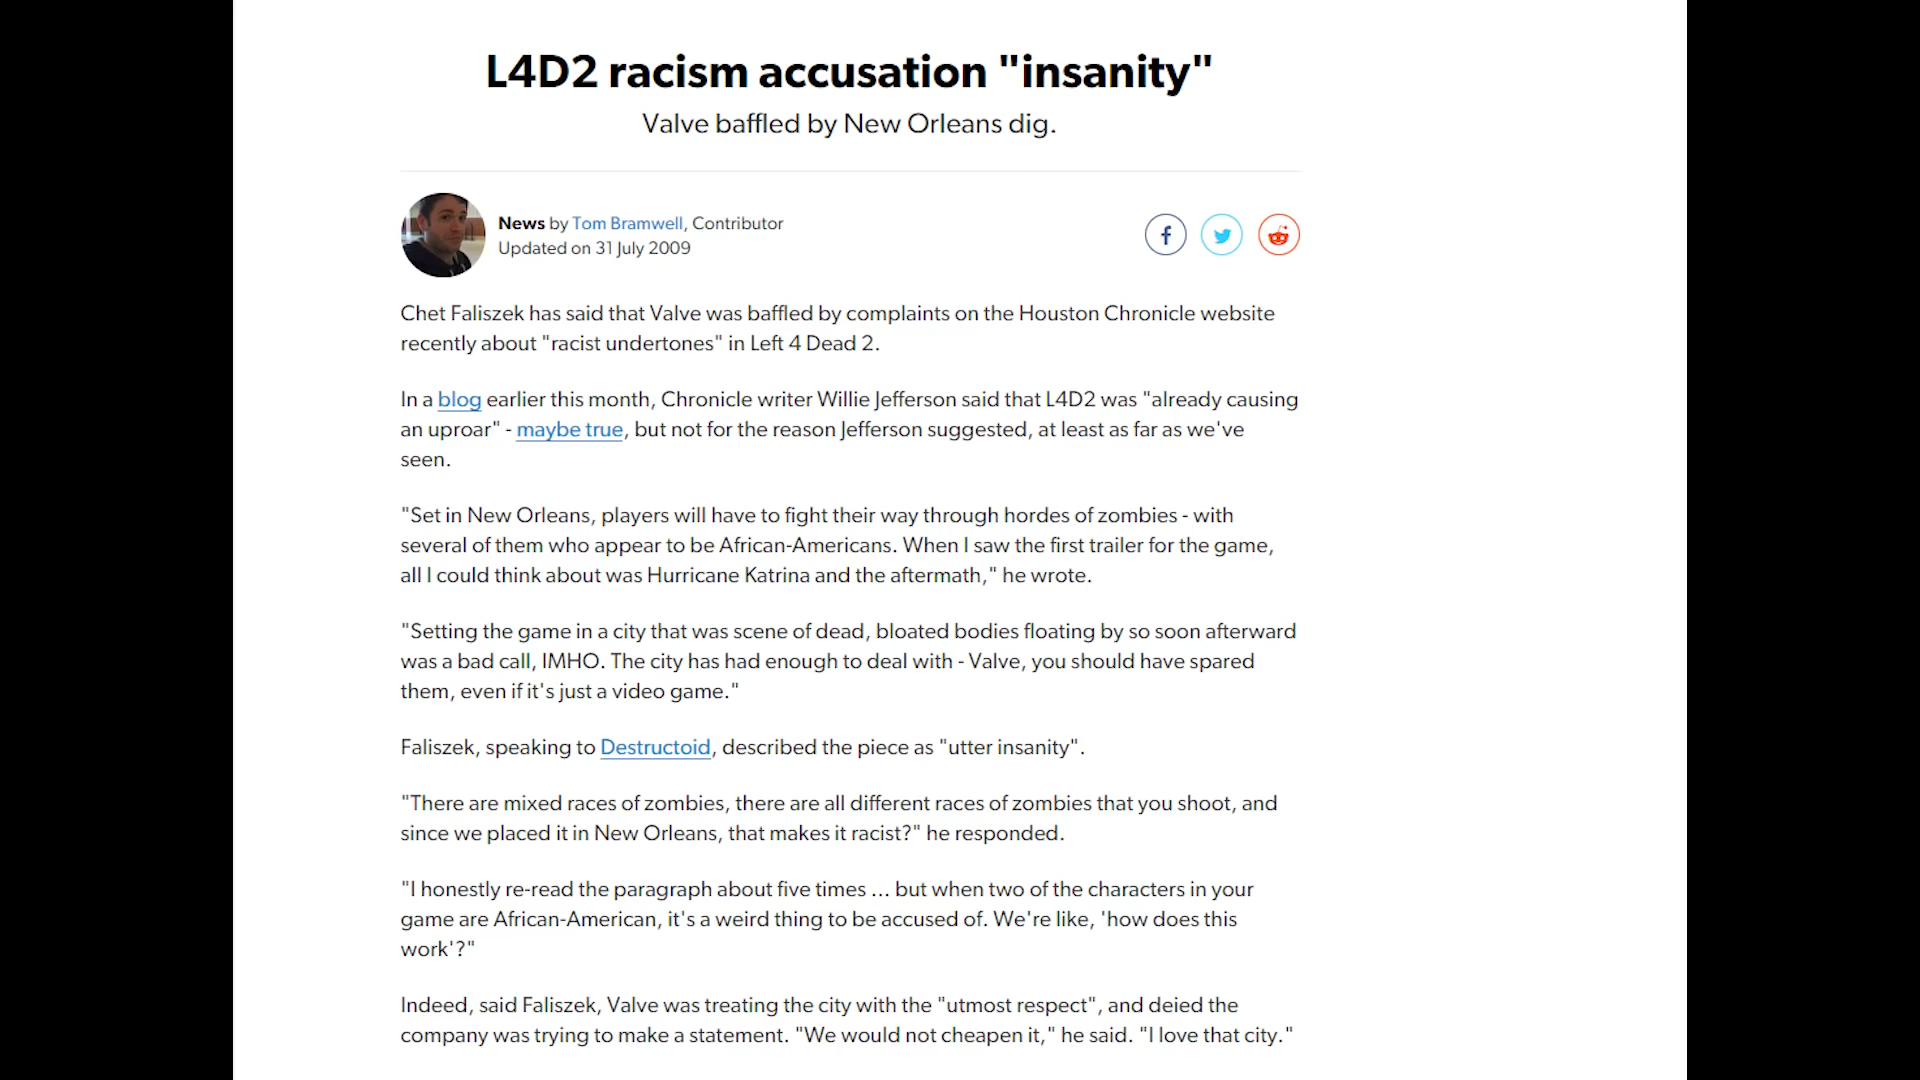 L4D2 racism accusation "insanity"
Valve baffled by New Orleans dig.
News by Tom Bramwell, Contributor
Updated on 31 July 2009
Chet Faliszek has said that Valve was baffled by complaints on the Houston Chronicle website
recently about "racist undertones" in Left 4 Dead 2.
In a blog earlier this month, Chronicle writer Willie Jefferson said that L4D2 was "already causing
an uproar" - maybe true, but not for the reason Jefferson suggested, at least as far as we've
seen.
"Set in New Orleans, players will have to fight their way through hordes of zombies - with
several of them who appear to be African-Americans. When I saw the first trailer for the game,
all I could think about was Hurricane Katrina and the aftermath," he wrote.
"Setting the game in a city that was scene of dead, bloated bodies floating by so soon afterward
was a bad call, IMHO. The city has had enough to deal with - Valve, you should have spared
them, even if it's just a video game."
Faliszek, speaking to Destructoid, described the piece as "utter insanity".
"There are mixed races of zombies, there are all different races of zombies that you shoot, and
since we placed it in New Orleans, that makes it racist?" he responded.
"I honestly re-read the paragraph about five times ... but when two of the characters in your
game are African-American, it's a weird thing to be accused of. We're like, 'how does this
work'?"
Indeed, said Faliszek, Valve was treating the city with the "utmost respect", and deied the
company was trying to make a statement. "We would not cheapen it," he said. "I love that city."